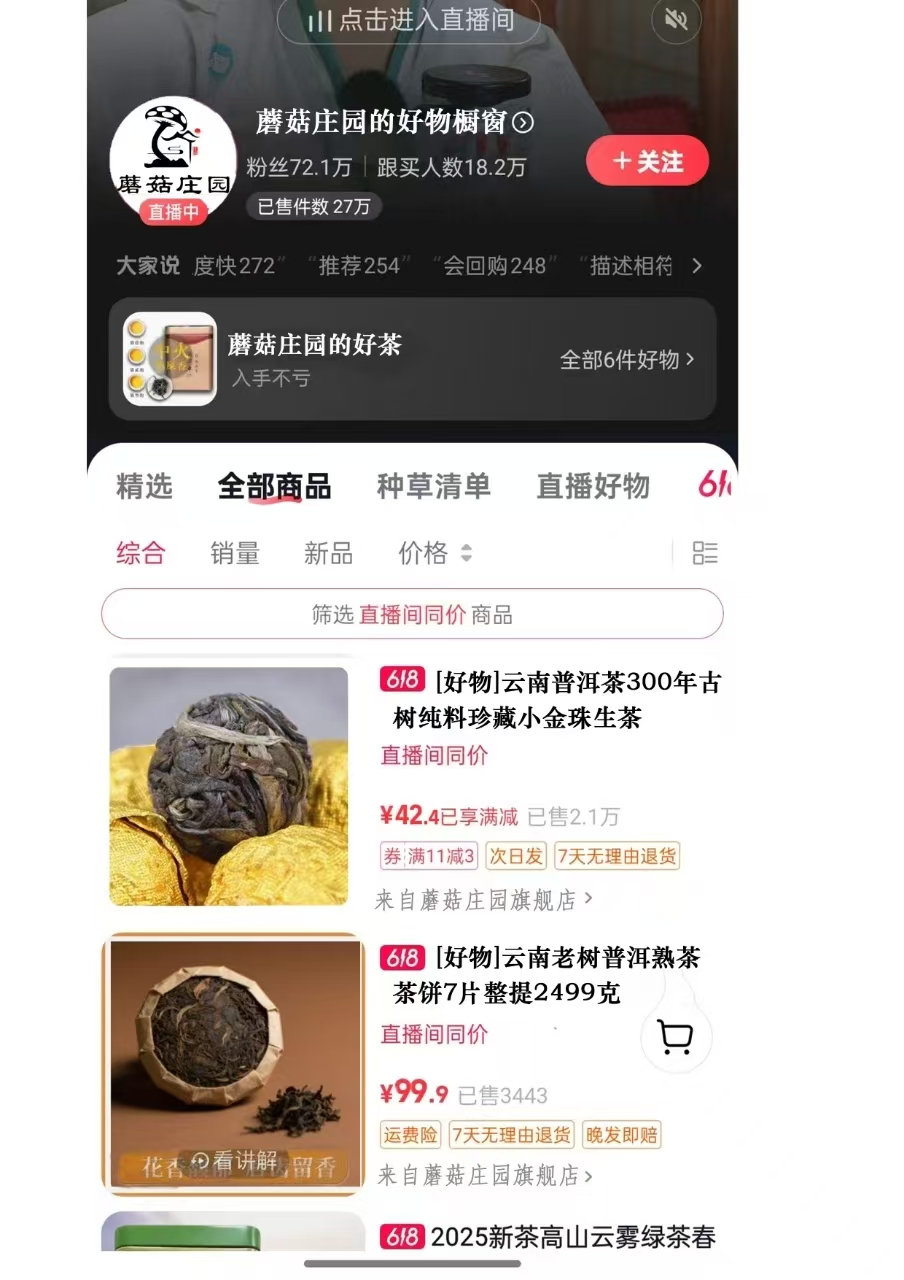 点击进入直播间
蘑菇庄园的好物橱窗
粉丝72.1万 | 跟买人数18.2万
+关注
蘑菇庄园
直播中
已售件数 27万
大家说 度快272” “推荐254” “会回购248” “描述相符
蘑菇庄园的好茶
入手不亏
全部6件好物
精选 全部商品 种草清单 直播好物 618
综合 销量 新品 价格
筛选 直播间同价 商品
618 [好物]云南普洱茶300年古
树纯料珍藏小金珠生茶
直播间同价
¥42.4已享满减 已售2.1万
券 满11减3 次日发 7天无理由退货
来自蘑菇庄园旗舰店
618 [好物]云南老树普洱熟茶
茶饼7片整提2499克
直播间同价
¥99.9 已售3443
运费险 7天无理由退货 晚发即赔
花香 看讲解 留香
来自蘑菇庄园旗舰店
618 2025新茶高山云雾绿茶春